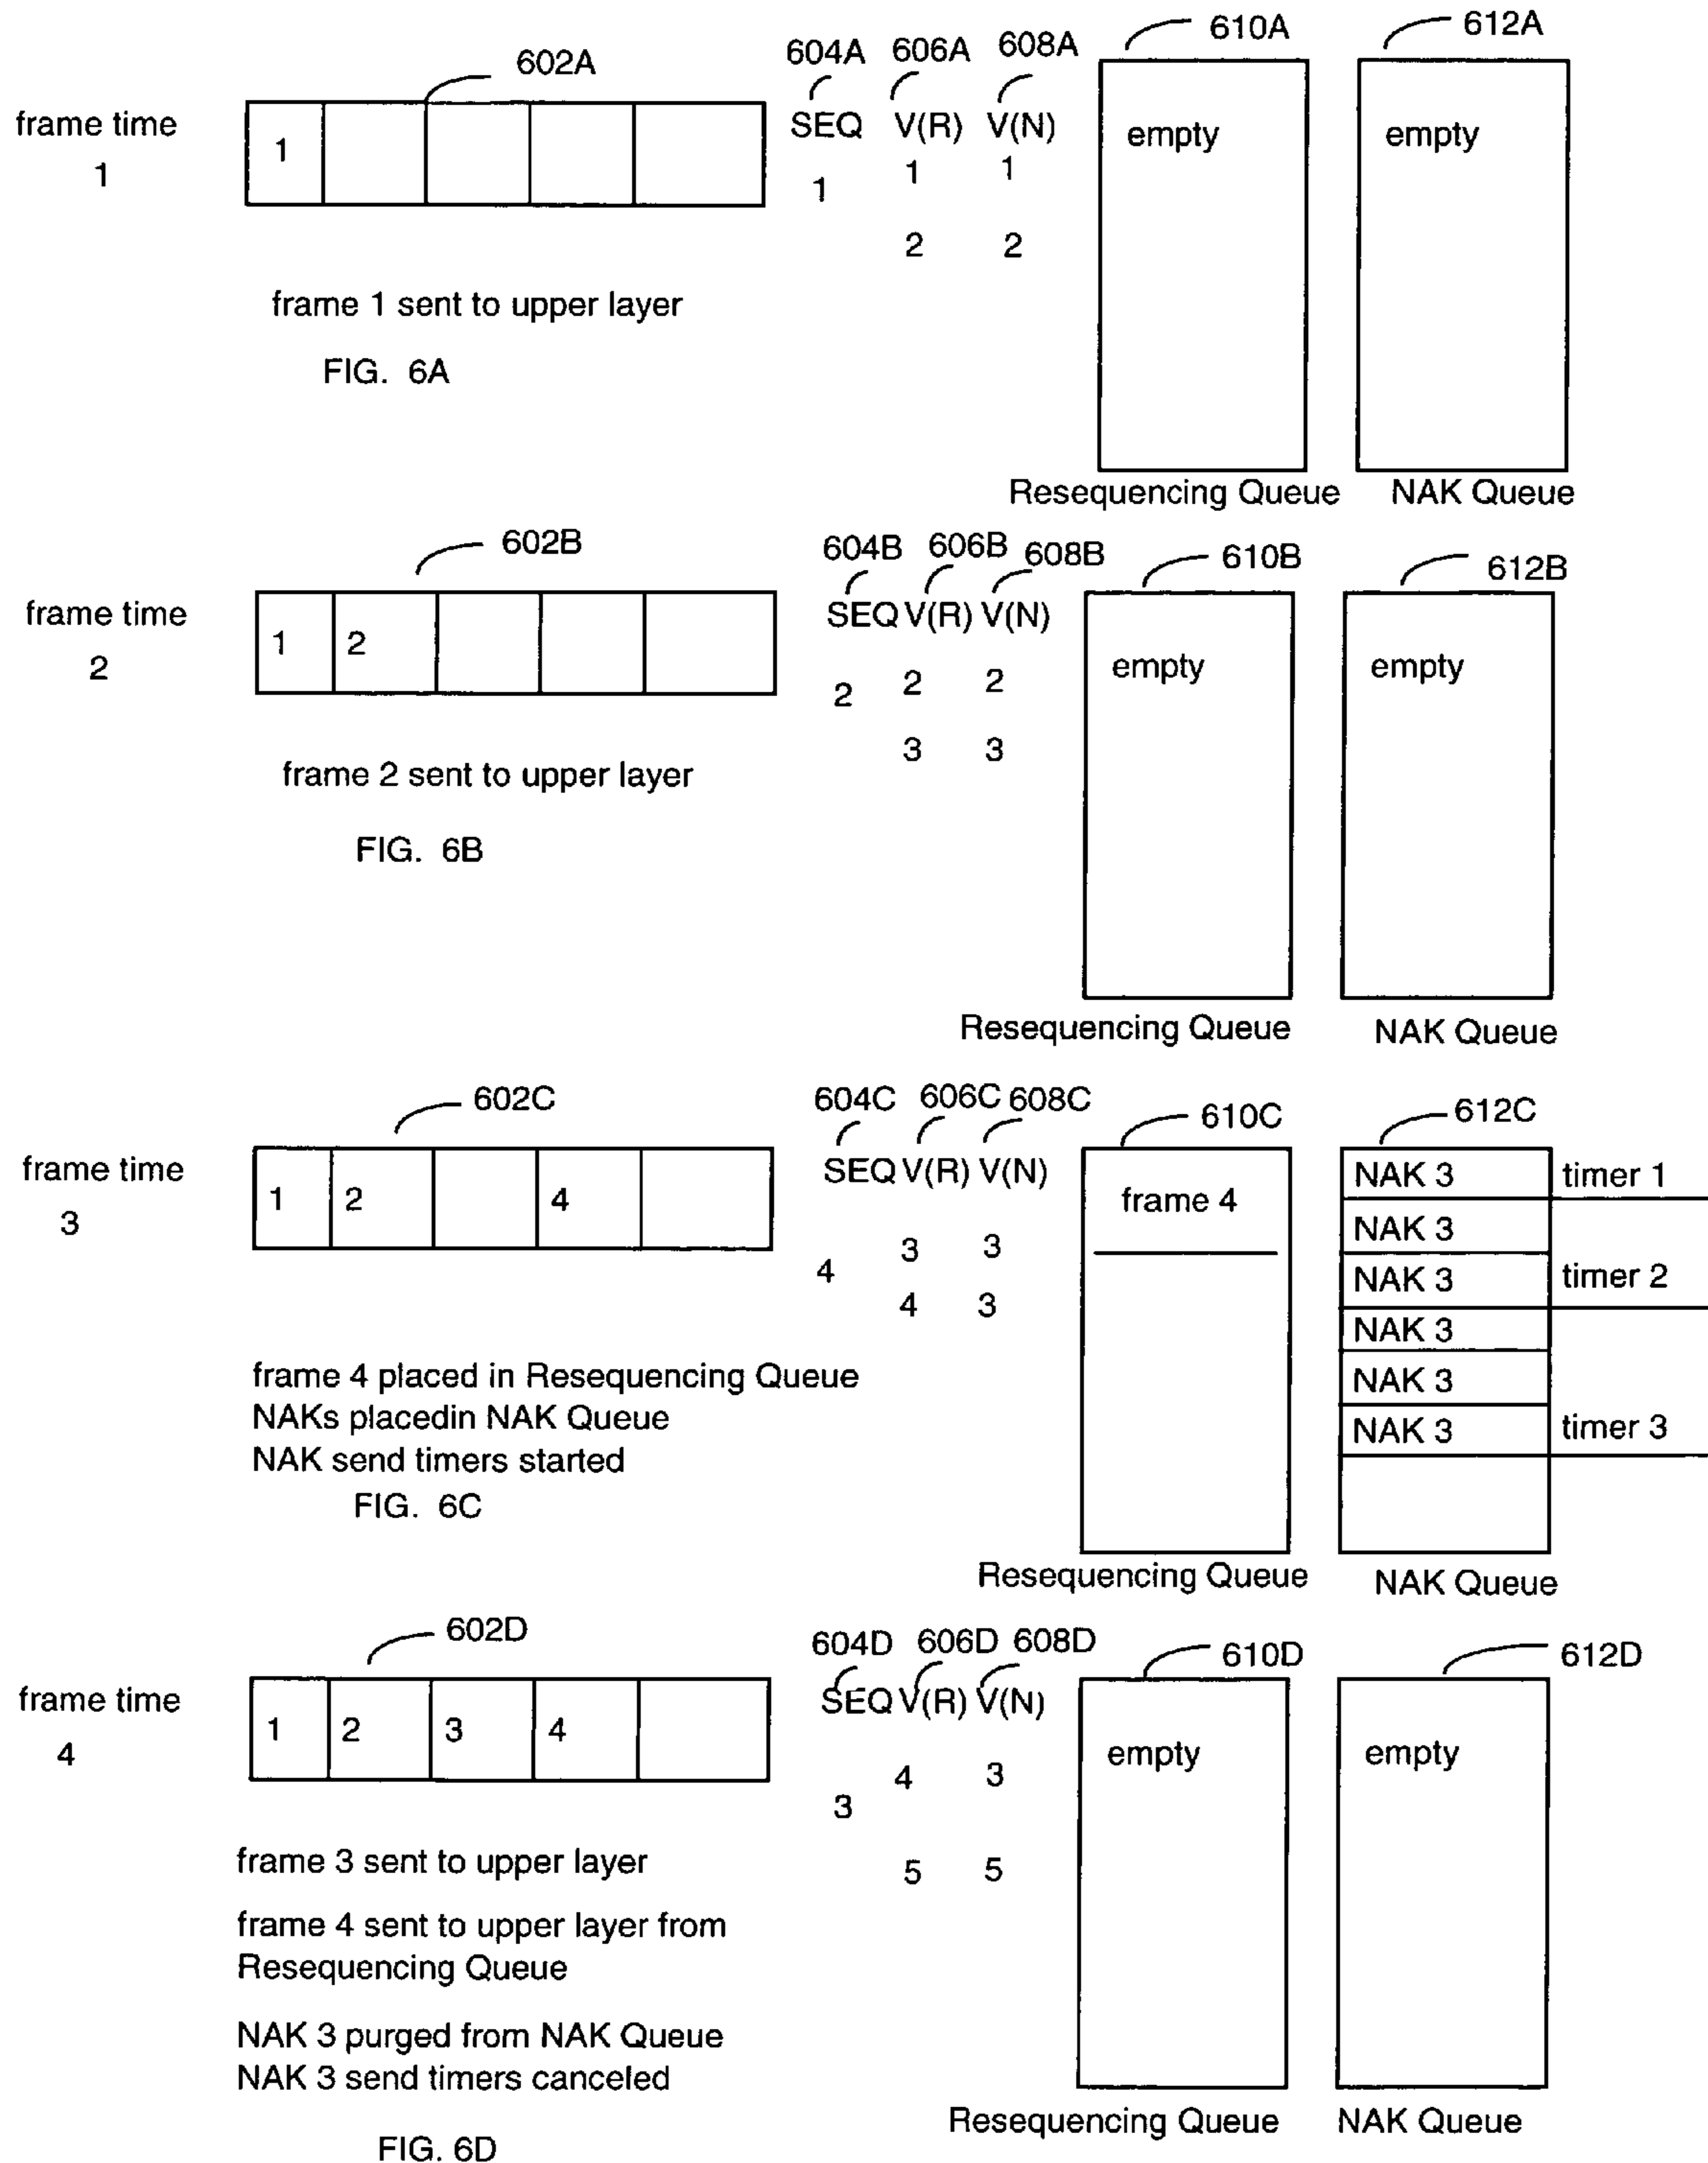 602A
604A 606A 608A
610A
612A
frame time
1
1
SEQ V(R) V(N)
1 1 1
2 2
empty
empty
frame 1 sent to upper layer
FIG. 6A
Resequencing Queue
NAK Queue
602B
604B 606B 608B
610B
612B
frame time
2
1 2
SEQ V(R) V(N)
2 2 2
3 3
empty
empty
frame 2 sent to upper layer
FIG. 6B
Resequencing Queue
NAK Queue
602C
604C 606C 608C
610C
612C
frame time
3
1 2 4
SEQ V(R) V(N)
4 3 3
4 3
frame 4
NAK 3 timer 1
NAK 3
NAK 3 timer 2
NAK 3
NAK 3
NAK 3 timer 3
frame 4 placed in Resequencing Queue
NAKs placedin NAK Queue
NAK send timers started
FIG. 6C
Resequencing Queue
NAK Queue
602D
604D 606D 608D
610D
612D
frame time
4
1 2 3 4
SEQ V(R) V(N)
3 4 3
5 5
empty
empty
frame 3 sent to upper layer
frame 4 sent to upper layer from
Resequencing Queue
NAK 3 purged from NAK Queue
NAK 3 send timers canceled
FIG. 6D
Resequencing Queue
NAK Queue